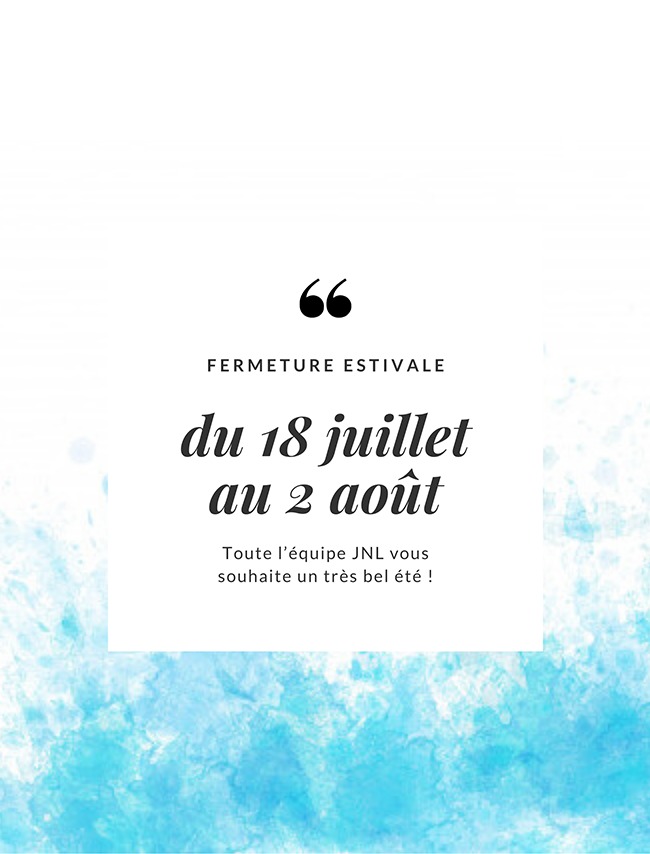 ❝
FERMETURE ESTIVALE
du 18 juillet
au 2 août
Toute l’équipe JNL vous
souhaite un très bel été !